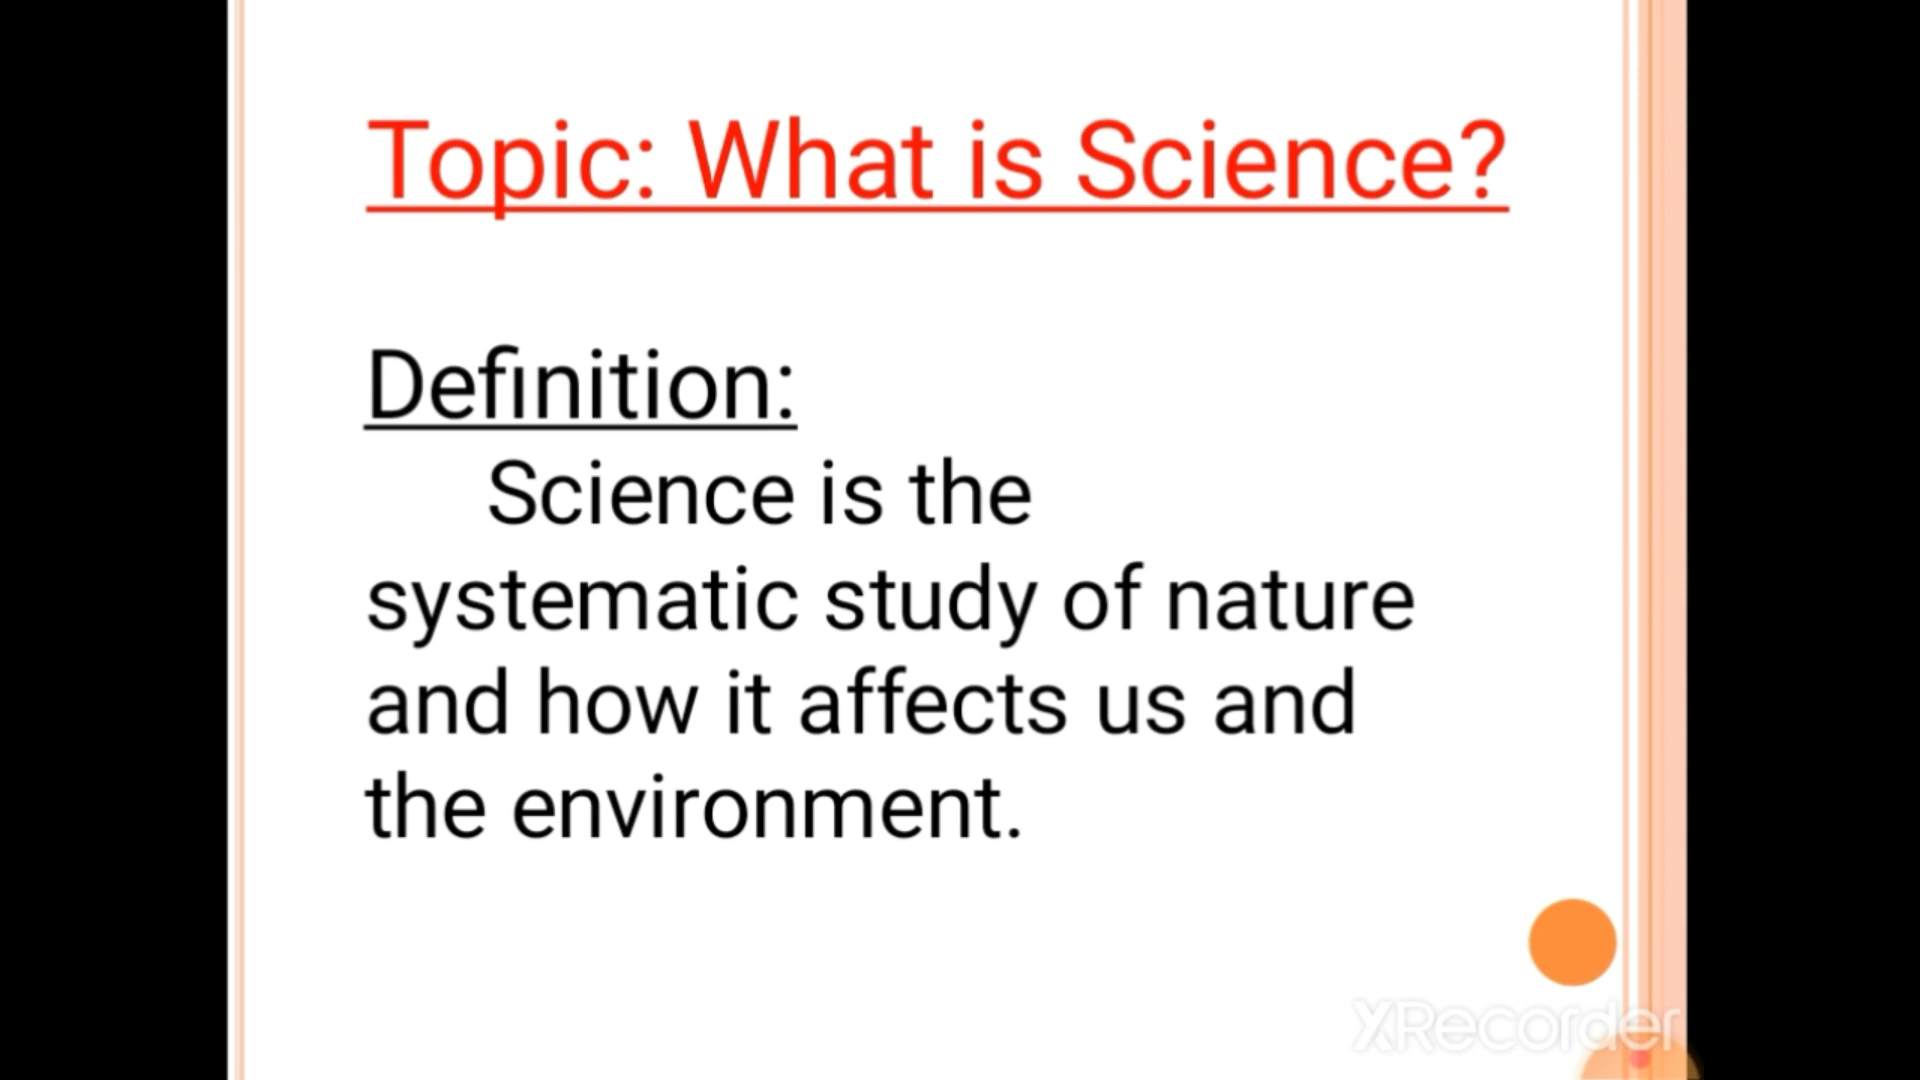 Topic: What is Science?
Definition:
Science is the
systematic study of nature
and how it affects us and
the environment.
XRecorder